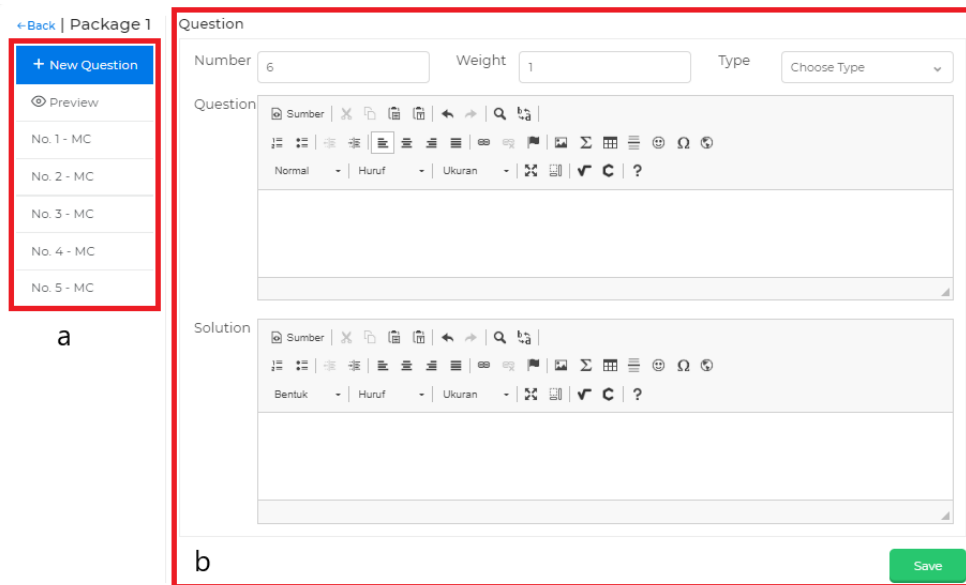 ←Back | Package 1
+ New Question
Preview
No. 1 - MC
No. 2 - MC
No. 3 - MC
No. 4 - MC
No. 5 - MC
a
Question
Number 6 Weight 1 Type Choose Type
Question
Sumber
Normal Huruf Ukuran ?
Solution
Sumber
Bentuk Huruf Ukuran ?
b
Save